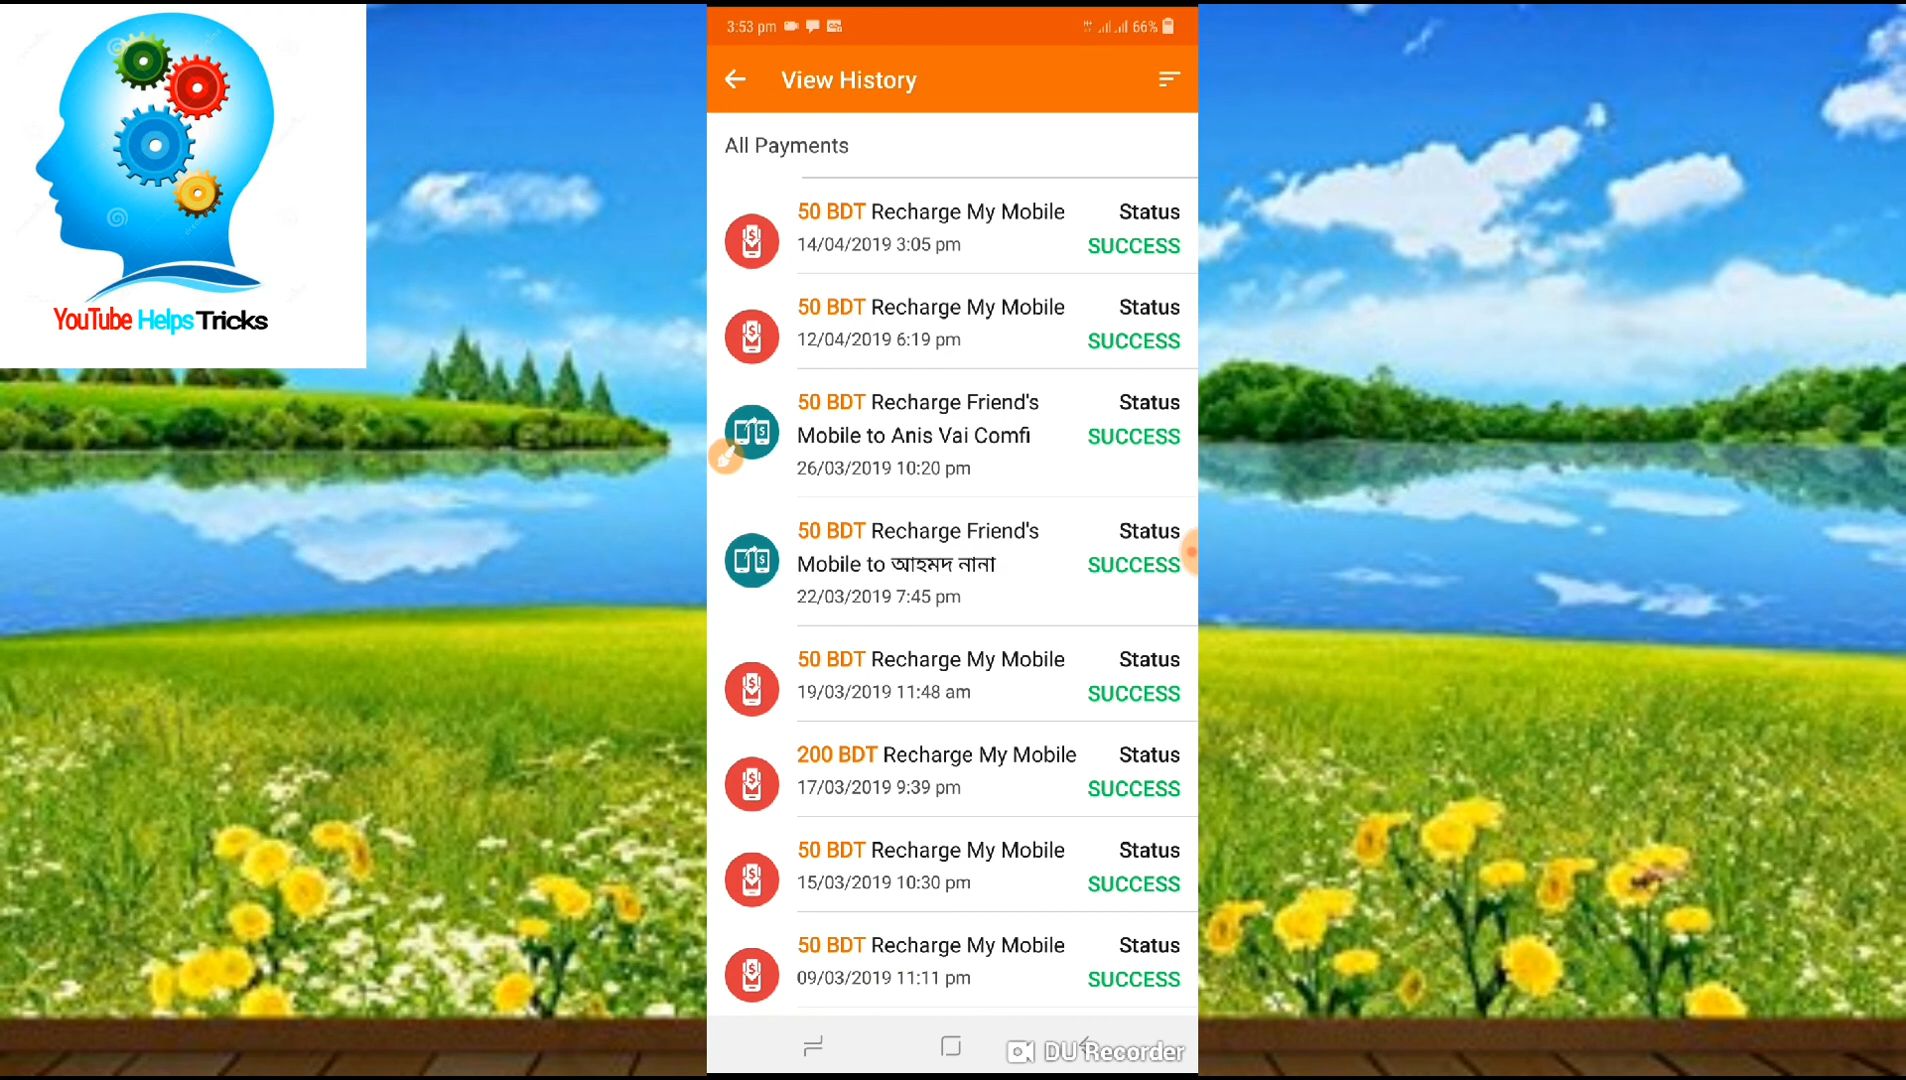 YouTube Helps Tricks
3:53 pm
66%
View History
All Payments
50 BDT Recharge My Mobile Status
14/04/2019 3:05 pm SUCCESS
50 BDT Recharge My Mobile Status
12/04/2019 6:19 pm SUCCESS
50 BDT Recharge Friend's Status
Mobile to Anis Vai Comfi SUCCESS
26/03/2019 10:20 pm
50 BDT Recharge Friend's Status
Mobile to আহমদ নানা SUCCESS
22/03/2019 7:45 pm
50 BDT Recharge My Mobile Status
19/03/2019 11:48 am SUCCESS
200 BDT Recharge My Mobile Status
17/03/2019 9:39 pm SUCCESS
50 BDT Recharge My Mobile Status
15/03/2019 10:30 pm SUCCESS
50 BDT Recharge My Mobile Status
09/03/2019 11:11 pm SUCCESS
DU Recorder